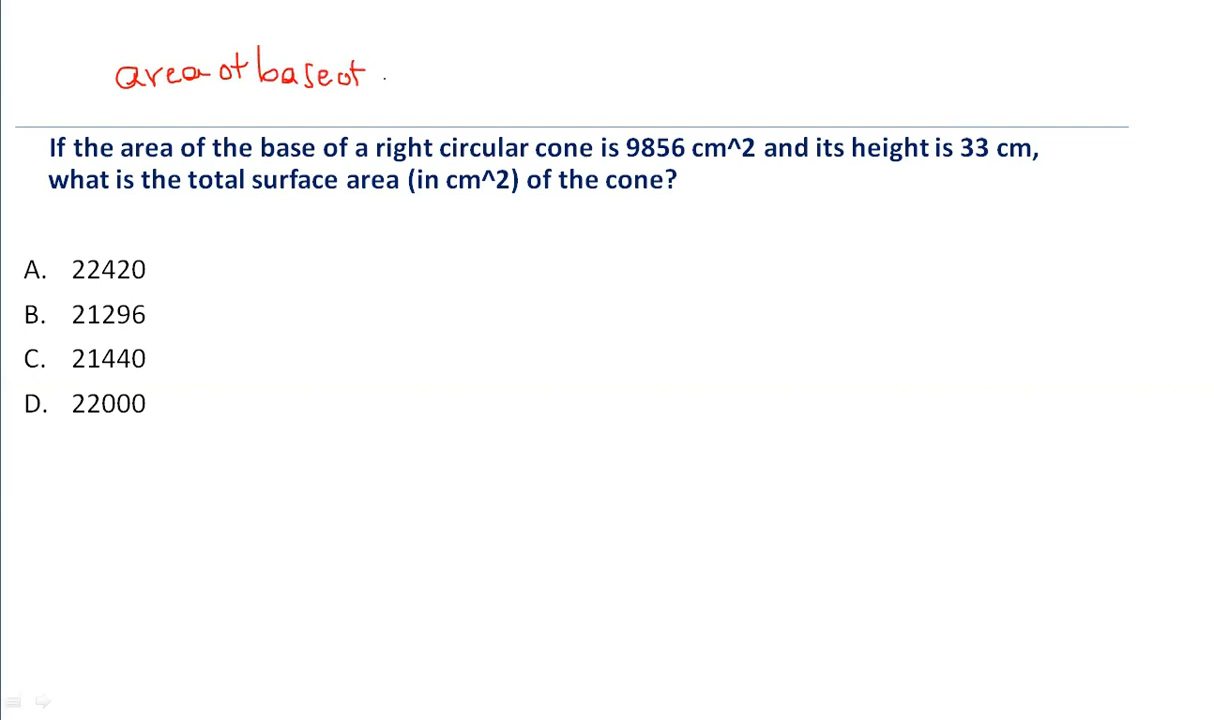 area of base of
If the area of the base of a right circular cone is 9856 cm^2 and its height is 33 cm,
what is the total surface area (in cm^2) of the cone?
A. 22420
B. 21296
C. 21440
D. 22000